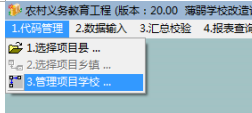 农村义务教育工程 (版本：20.00 薄弱学校改造
1.代码管理 2.数据输入 3.汇总校验 4.报表查询
1.选择项目县 ...
2.选择项目乡镇 ...
3.管理项目学校 ...